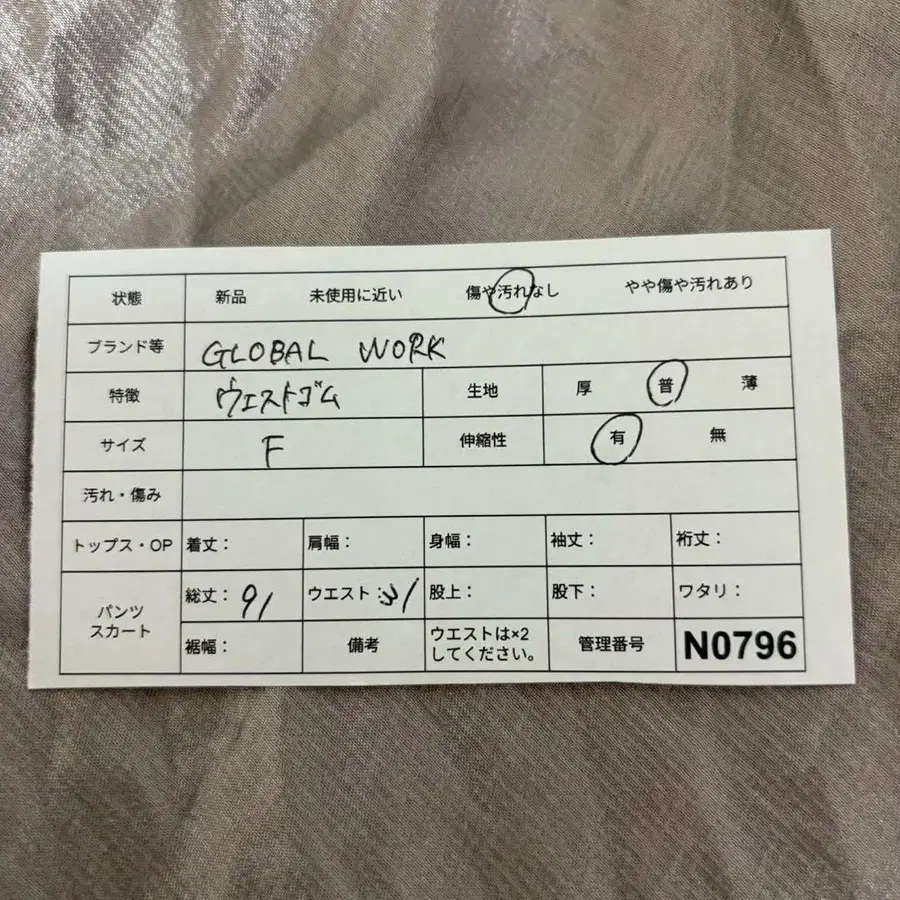 状態 新品 未使用に近い 傷や汚れなし やや傷や汚れあり
ブランド等 GLOBAL WORK
特徴 ウエストゴム 生地 厚 普 薄
サイズ F 伸縮性 有 無
汚れ・傷み
トップス・OP 着丈： 肩幅： 身幅： 袖丈： 裄丈：
パンツ
スカート
総丈：91 ウエスト：31 股上： 股下： ワタリ：
裾幅： 備考 ウエストは×2
してください。 管理番号 N0796